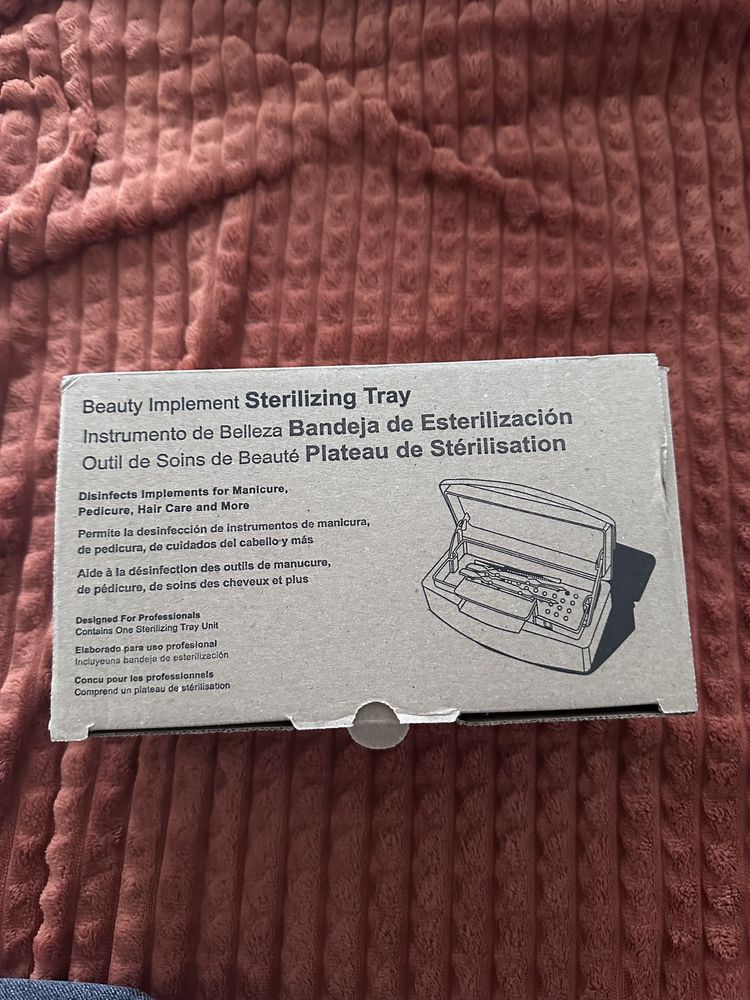 Beauty Implement Sterilizing Tray
Instrumento de Belleza Bandeja de Esterilización
Outil de Soins de Beauté Plateau de Stérilisation
Disinfects Implements for Manicure,
Pedicure, Hair Care and More
Permite la desinfección de instrumentos de manicura,
de pedicura, de cuidados del cabello y más
Aide à la désinfection des outils de manucure,
de pédicure, de soins des cheveux et plus
Designed For Professionals
Contains One Sterilizing Tray Unit
Elaborado para uso profesional
Incluyeuna bandeja de esterilización
Concu pour les professionnels
Comprend un plateau de stérilisation